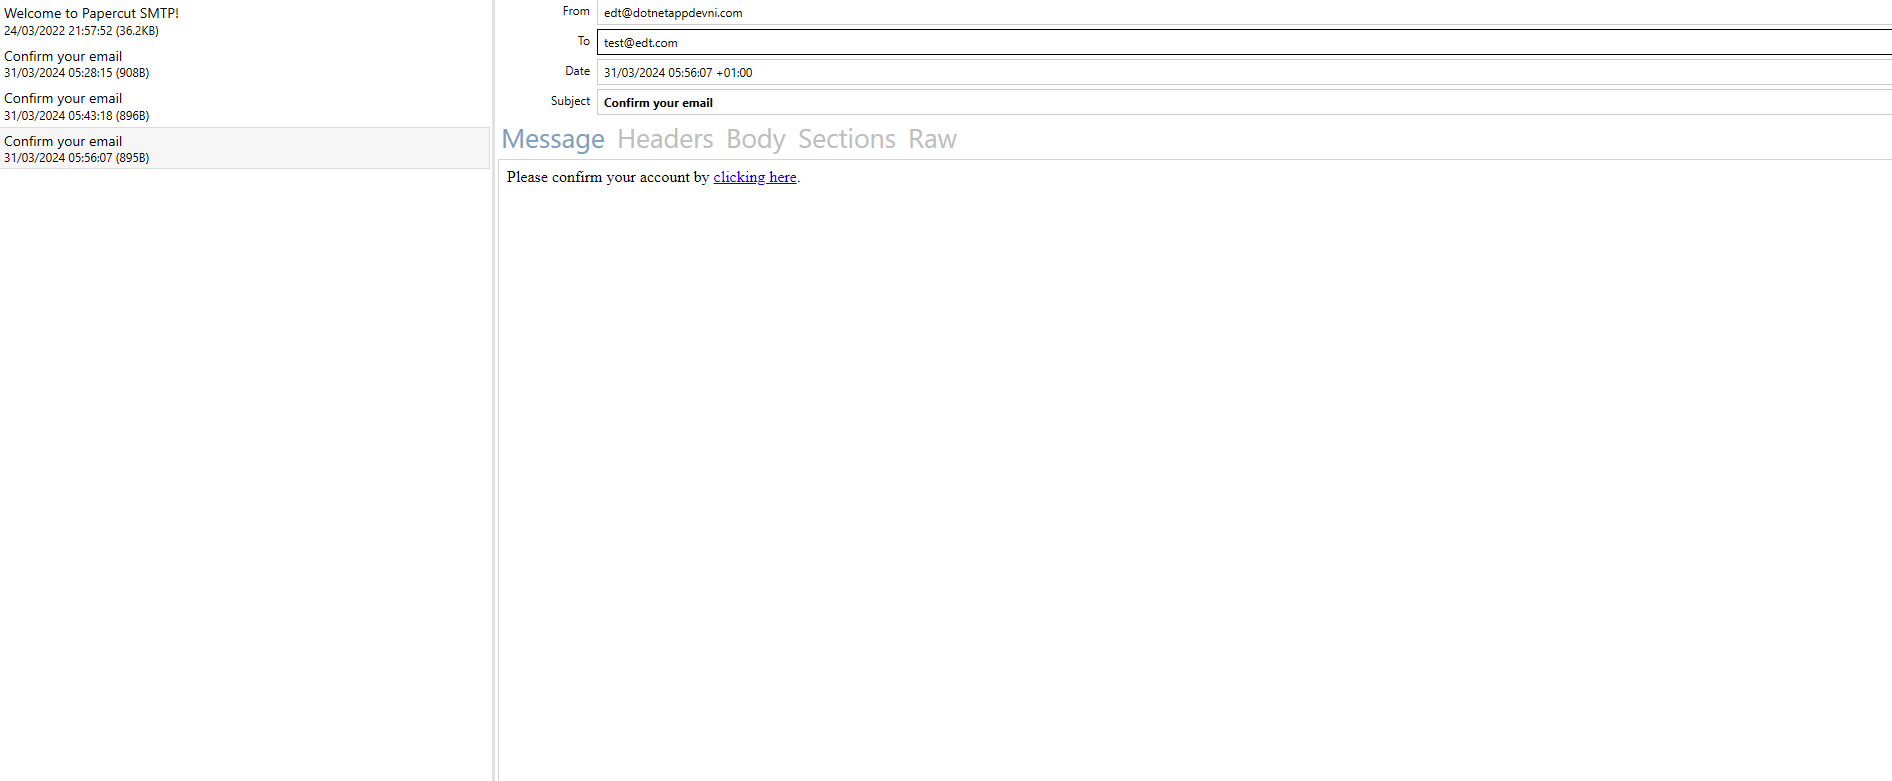 Welcome to Papercut SMTP!
24/03/2022 21:57:52 (36.2KB)
Confirm your email
31/03/2024 05:28:15 (908B)
Confirm your email
31/03/2024 05:43:18 (896B)
Confirm your email
31/03/2024 05:56:07 (895B)
From edt@dotnetappdevni.com
To test@edt.com
Date 31/03/2024 05:56:07 +01:00
Subject Confirm your email
Message Headers Body Sections Raw
Please confirm your account by clicking here.